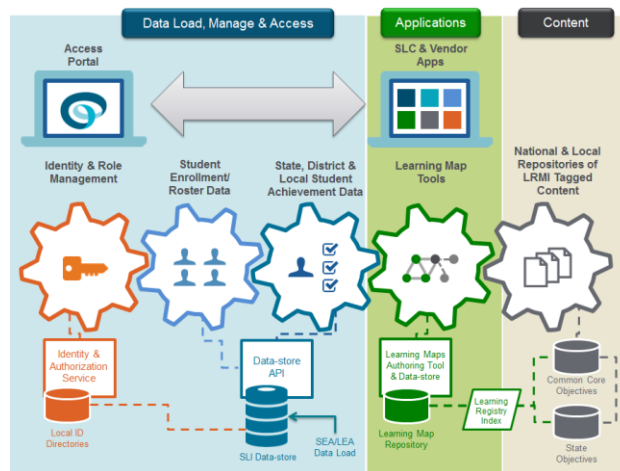 Data Load, Manage & Access
Applications
Content
Access
Portal
SLC & Vendor
Apps
Identity & Role
Management
Student
Enrollment/
Roster Data
State, District &
Local Student
Achievement Data
Learning Map
Tools
National & Local
Repositories of
LRMI Tagged
Content
Identity &
Authorization
Service
Data-store
API
Learning Maps
Authoring Tool
& Data-store
Learning
Registry
Index
Common Core
Objectives
Local ID
Directories
SLI Data-store
SEA/LEA
Data Load
Learning Map
Repository
State
Objectives